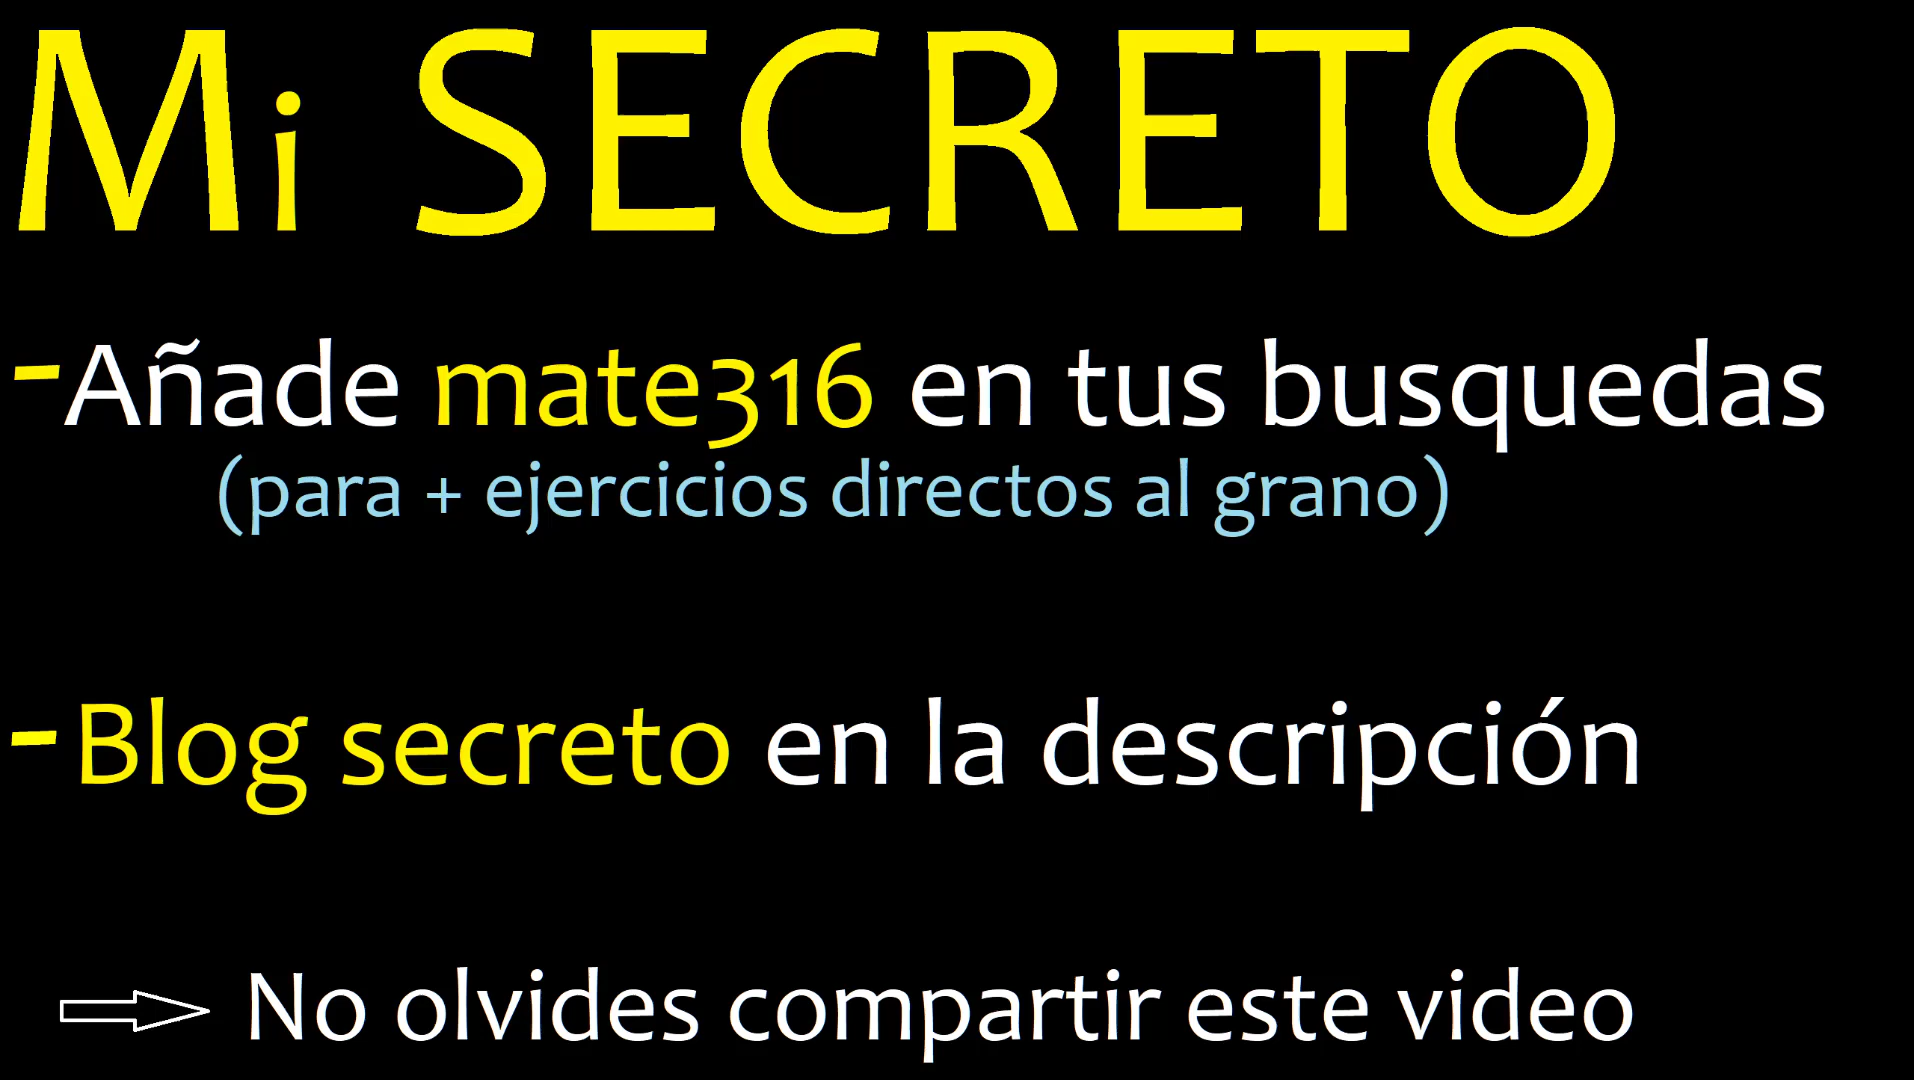 Mi SECRETO
-Añade mate316 en tus busquedas
(para + ejercicios directos al grano)
-Blog secreto en la descripción
No olvides compartir este video